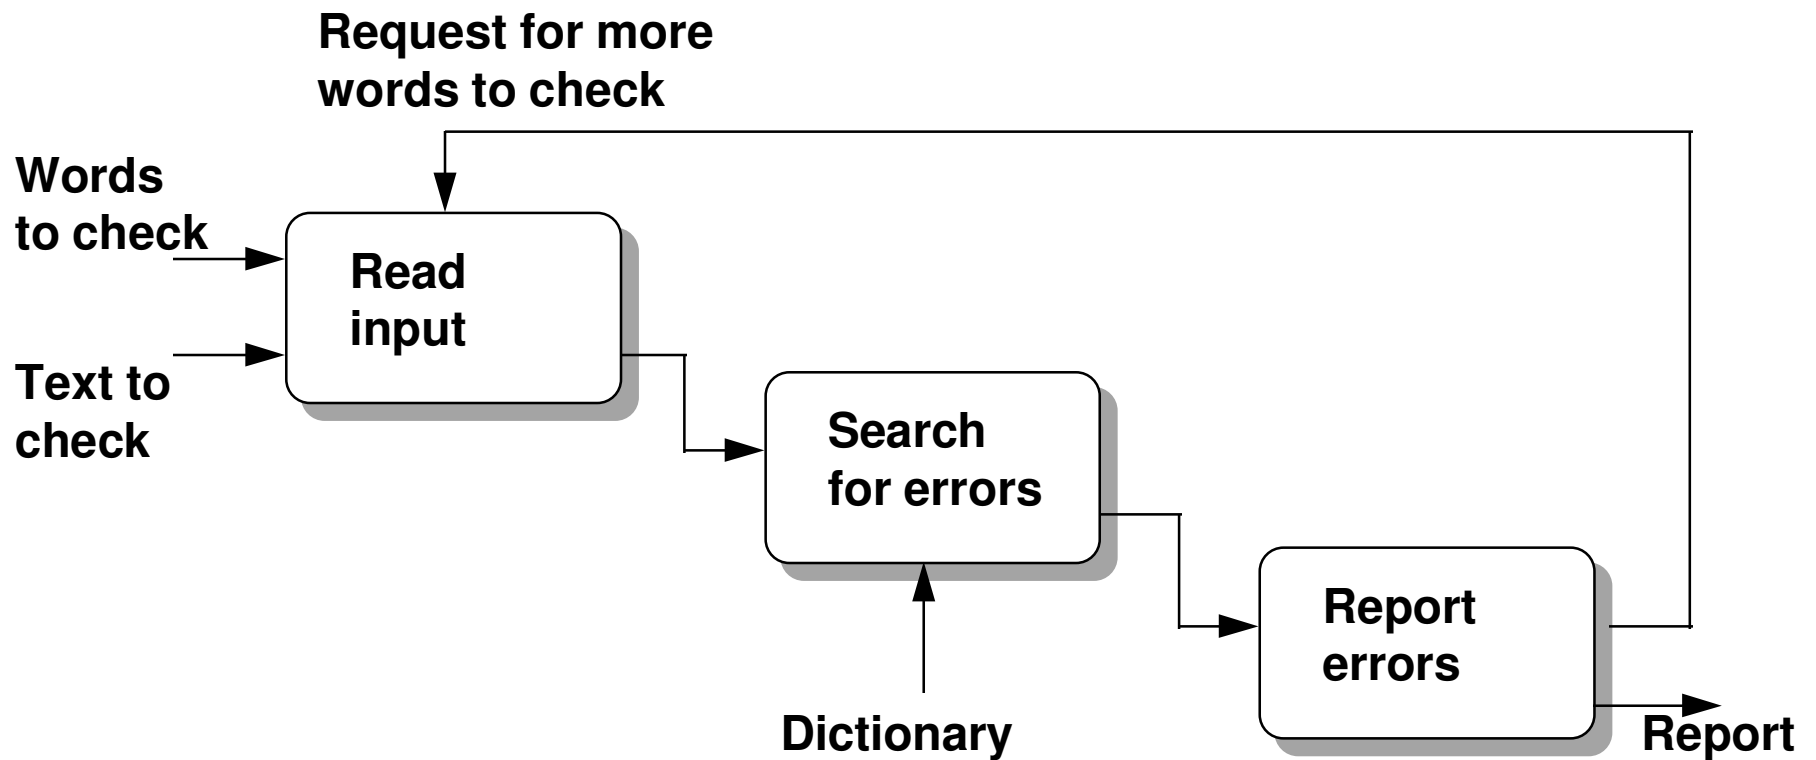 Request for more
words to check
Words
to check
Read
input
Text to
check
Search
for errors
Report
errors
Dictionary
Report